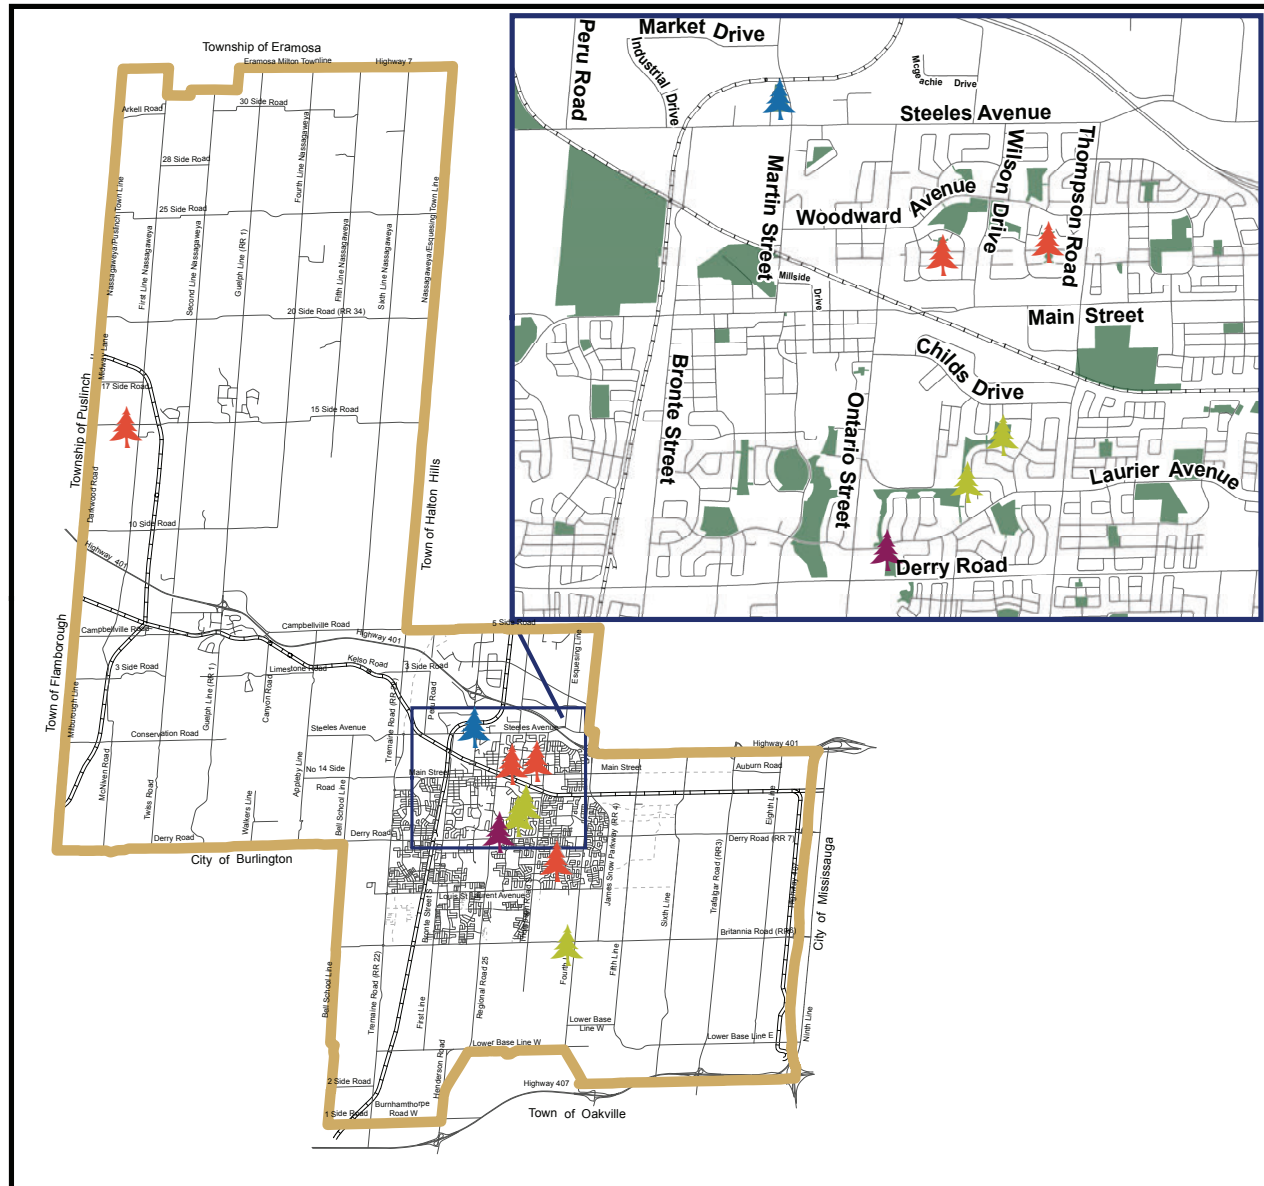 Township of Eramosa
Eramosa Milton Townline
Highway 7
Arkell Road
30 Side Road
28 Side Road
Fourth Line Nassagaweya
25 Side Road
Nassagaweya/Puslinch Town Line
First Line Nassagaweya
Second Line Nassagaweya
Guelph Line (RR 1)
Fifth Line Nassagaweya
Sixth Line Nassagaweya
Nassagaweya/Esquesing Town Line
20 Side Road (RR 34)
Midway Lane
17 Side Road
Township of Puslinch
15 Side Road
Darkwood Road
10 Side Road
Town of Halton Hills
Highway 401
Town of Flamborough
Campbellville Road
Campbellville Road
Highway 401
5 Side Road
Esquesing Line
3 Side Road
Limestone Road
Kelso Road
3 Side Road
Peru Road
Milburough Line
Guelph Line (RR 1)
Canyon Road
Conservation Road
Steeles Avenue
Tremaine Road (RR 22)
Steeles Avenue
McNiven Road
Twiss Road
Walkers Line
Appleby Line
No 14 Side
Road
Bell School Line
Main Street
Main Street
Highway 401
Auburn Road
Derry Road
Derry Road
City of Burlington
James Snow Parkway (RR 4)
Eighth Line
Derry Road (RR 7)
Trafalgar Road (RR3)
Highway 407
City of Mississauga
Louis St. Laurent Avenue
Bronte Street S
Sixth Line
Britannia Road (RR6)
Bell School Line
Tremaine Road (RR 22)
First Line
Regional Road 25
Fifth Line
Ninth Line
Lower Base
Line W
Lower Base Line E
Lower Base Line W
Henderson Road
2 Side Road
Highway 407
1 Side Road
Burnhamthorpe
Road W
Town of Oakville
Peru Road
Market Drive
Industrial Drive
Mcgeachie Drive
Steeles Avenue
Martin Street
Woodward Avenue
Wilson Drive
Thompson Road
Millside
Drive
Main Street
Childs Drive
Bronte Street
Ontario Street
Laurier Avenue
Derry Road